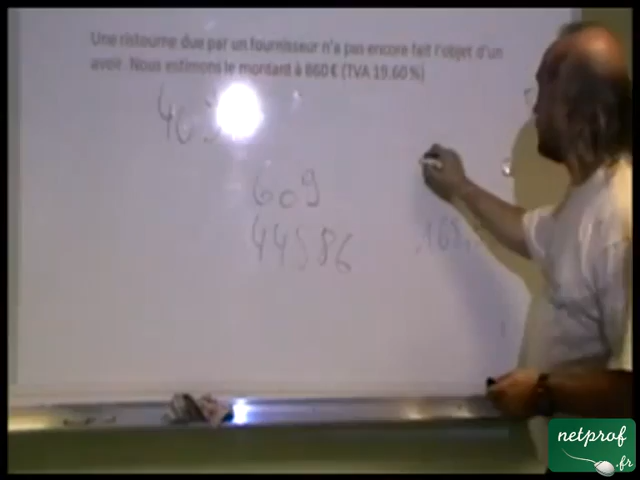 Une ristourne due par un fournisseur n'a pas encore fait l'objet d'un
avoir. Nous estimons le montant à 860 € (TVA 19.60 %)
609
44586
168,
netprof
.fr